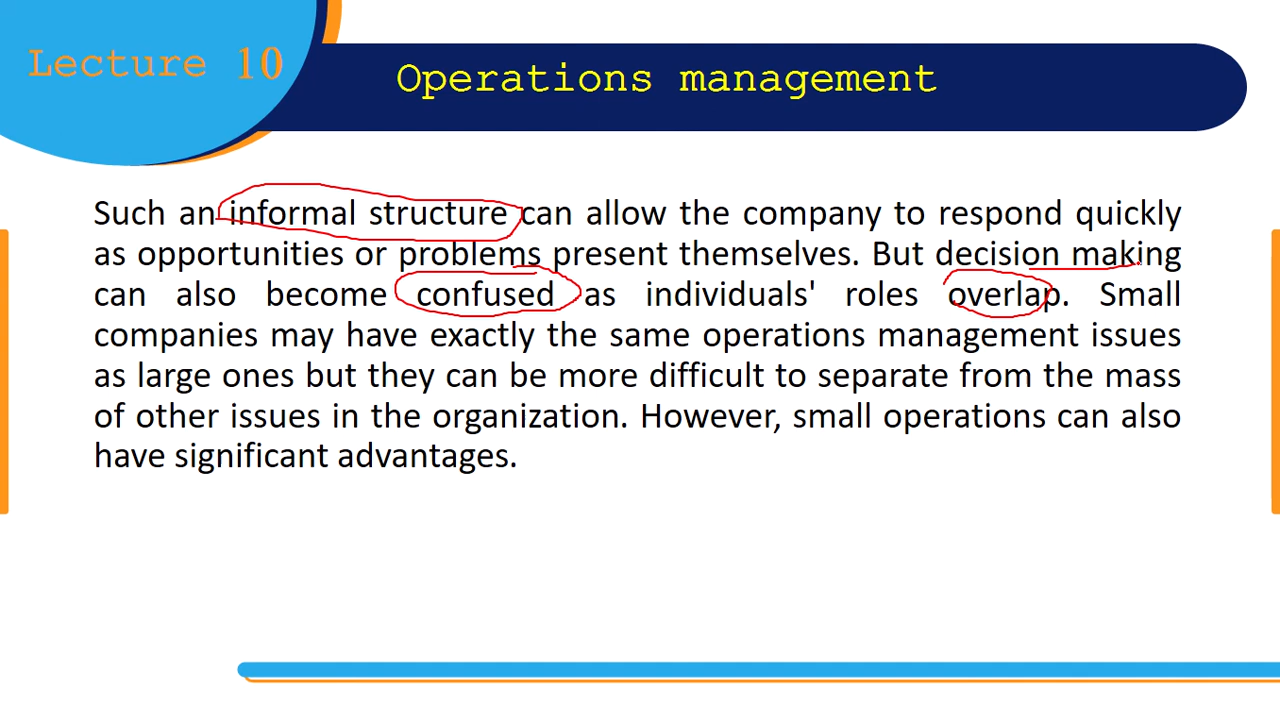 Lecture 10
Operations management
Such an informal structure can allow the company to respond quickly
as opportunities or problems present themselves. But decision making
can also become confused as individuals' roles overlap. Small
companies may have exactly the same operations management issues
as large ones but they can be more difficult to separate from the mass
of other issues in the organization. However, small operations can also
have significant advantages.